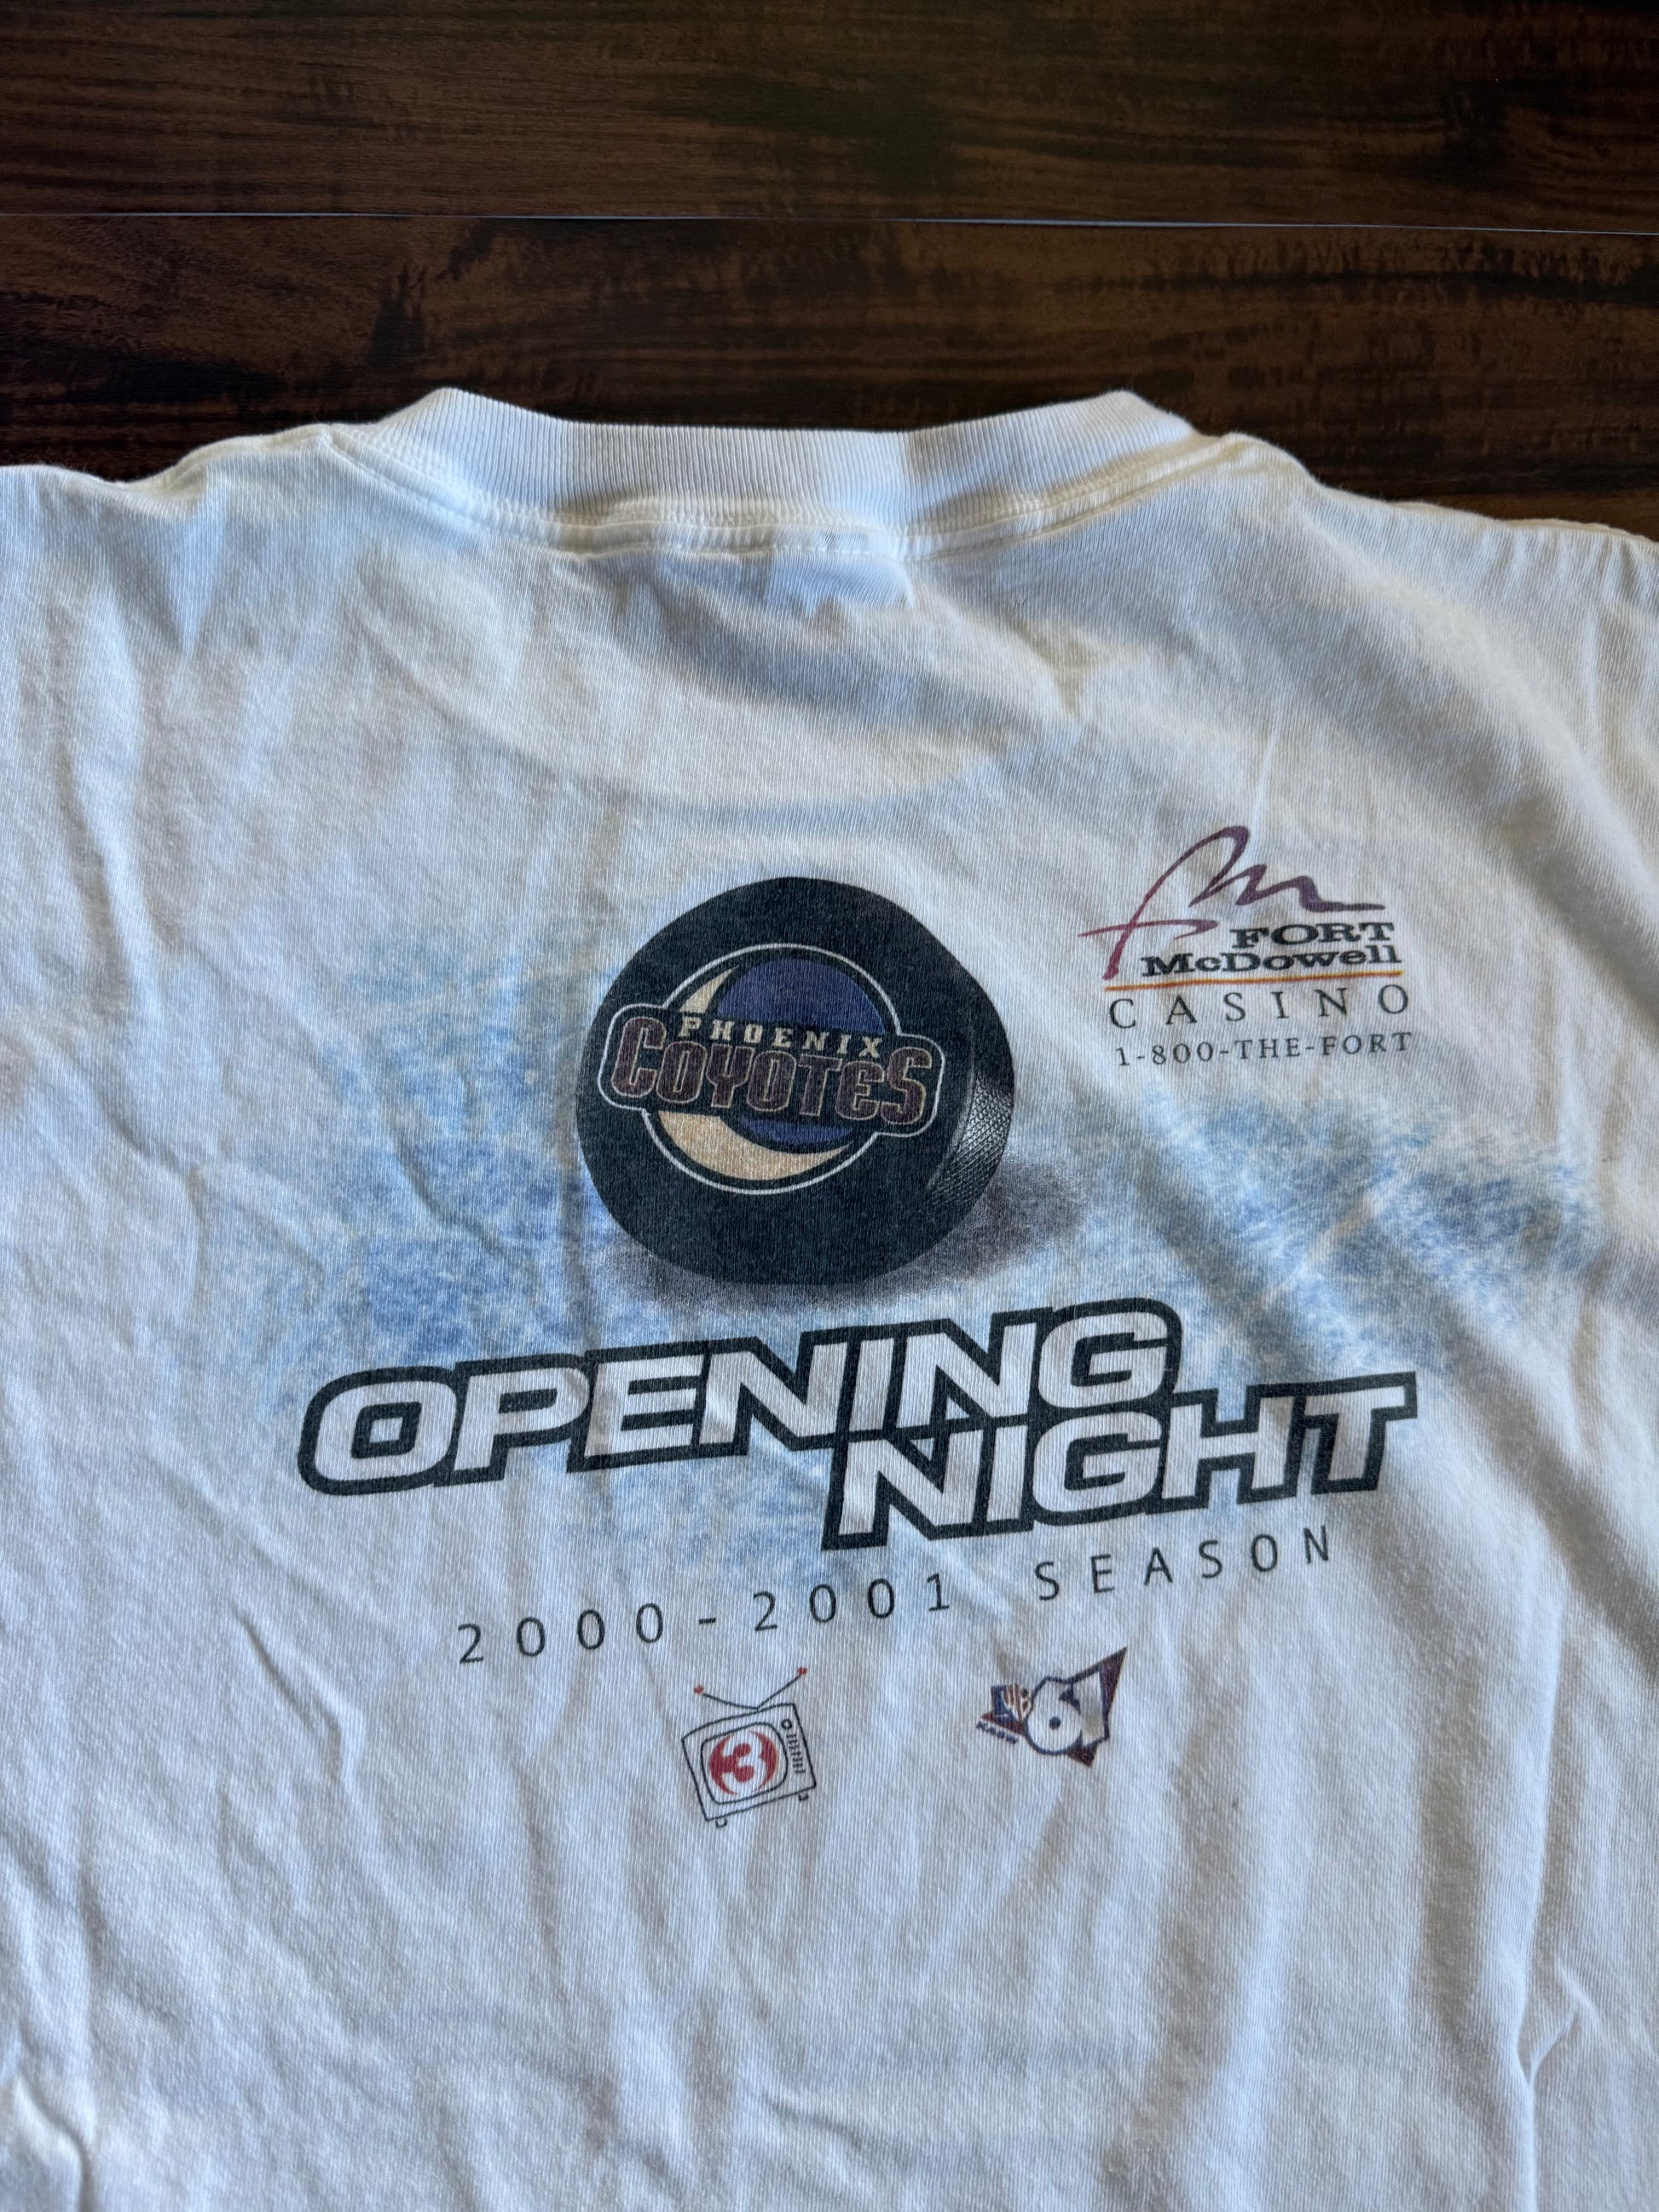 FORT
McDowell
CASINO
1-800-THE-FORT
PHOENIX
COYOTES
OPENING
NIGHT
2000-2001 SEASON
3
61